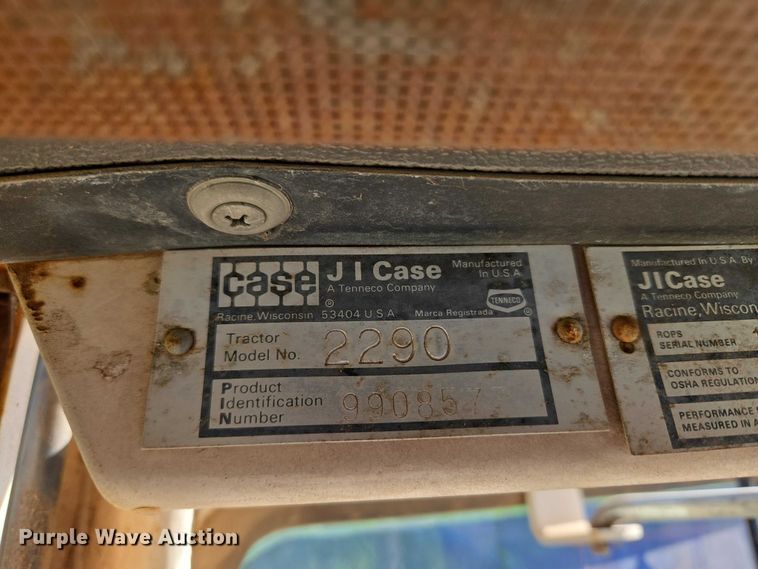 case
J I Case
A Tenneco Company
Manufactured
In U.S.A.
TENNECO
®
®
Racine, Wisconsin 53404 U S A
Marca Registrada
Tractor
Model No. 2290
Product
Identification
Number 990857
Manufactured In U.S.A. By
J I Case
A Tenneco Company
Racine, Wiscon
ROPS
SERIAL NUMBER
CONFORMS TO
OSHA REGULATION
PERFORMANCE
MEASURED IN A
Purple Wave Auction